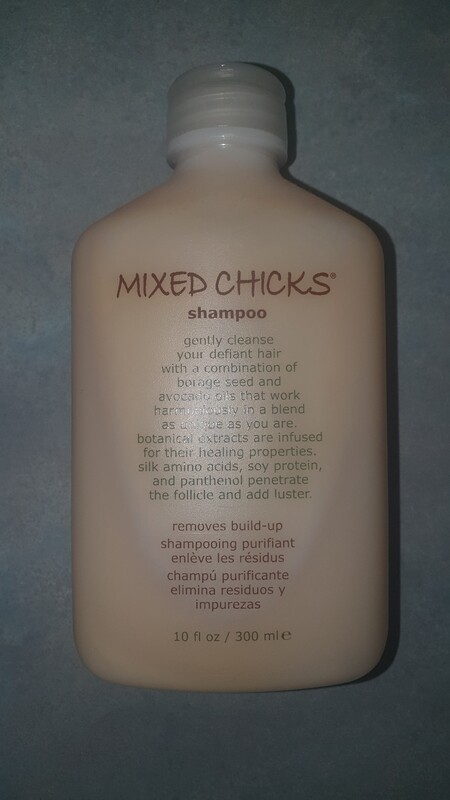 MIXED CHICKS®
shampoo
gently cleanse
your defiant hair
with a combination of
borage seed and
avocado oils that work
harmoniously in a blend
as unique as you are.
botanical extracts are infused
for their healing properties.
silk amino acids, soy protein,
and panthenol penetrate
the follicle and add luster.
removes build-up
shampooing purifiant
enlève les résidus
champú purificante
elimina residuos y
impurezas
10 fl oz / 300 ml ℮